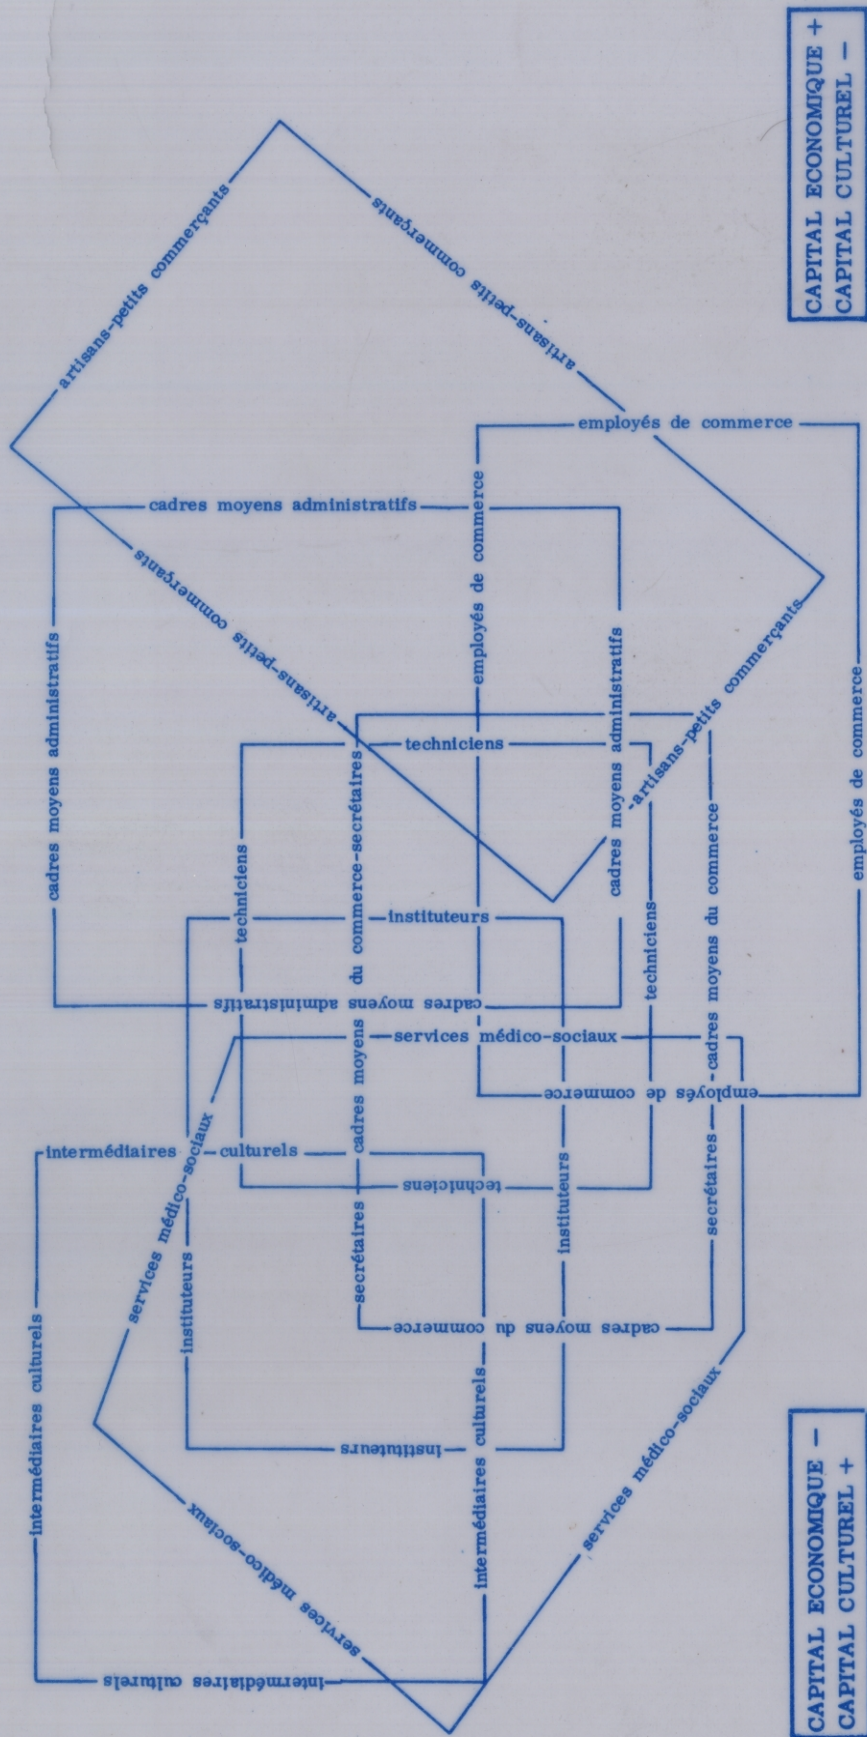 CAPITAL ECONOMIQUE +
CAPITAL CULTUREL −
artisans-petits commerçants
artisans-petits commerçants
employés de commerce
cadres moyens administratifs
employés de commerce
artisans-petits commerçants
cadres moyens administratifs
cadres moyens administratifs
artisans-petits commerçants
employés de commerce
techniciens
du commerce-secrétaires
techniciens
instituteurs
techniciens
cadres moyens du commerce
cadres moyens administratifs
services médico-sociaux
employés de commerce
cadres moyens
intermédiaires culturels
services médico-sociaux
techniciens
instituteurs
secrétaires
secrétaires
instituteurs
cadres moyens du commerce
intermédiaires culturels
intermédiaires culturels
instituteurs
services médico-sociaux
services médico-sociaux
intermédiaires culturels
CAPITAL ECONOMIQUE −
CAPITAL CULTUREL +